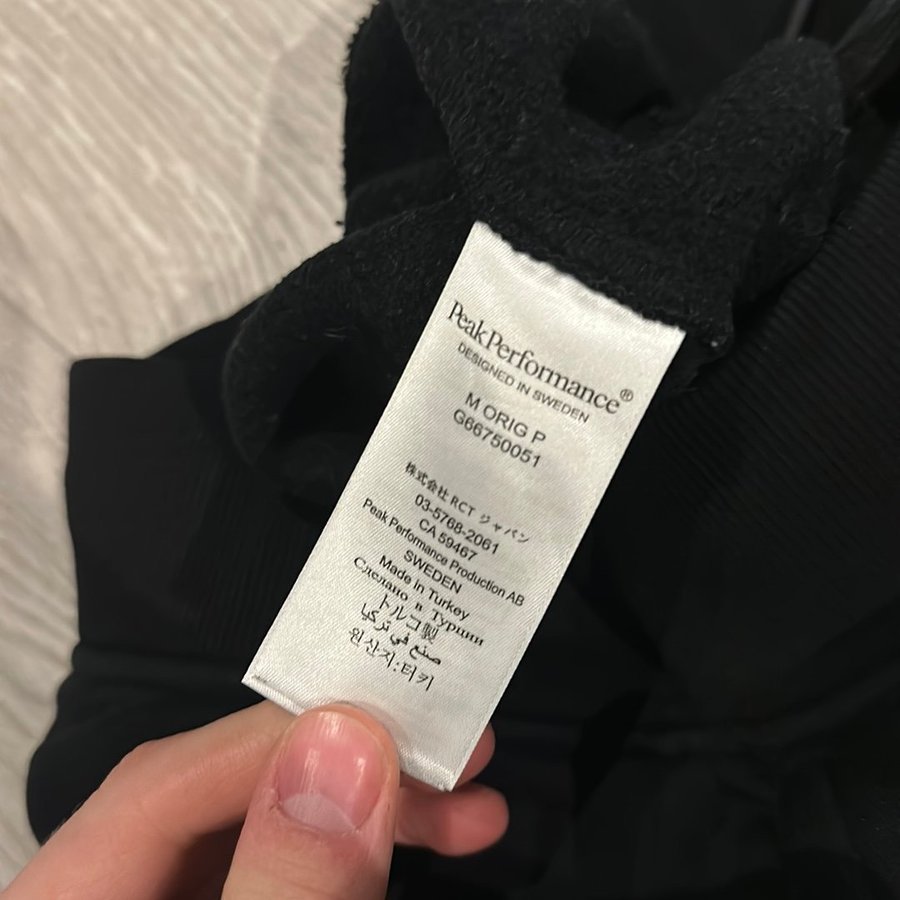 PeakPerformance®
DESIGNED IN SWEDEN
M ORIG P
G66750051
株式会社 RCT ジャパン
03-5768-2061
CA 59467
Peak Performance Production AB
SWEDEN
Made in Turkey
Сделано в Турции
トルコ製
صنع في تركيا
원산지:터키